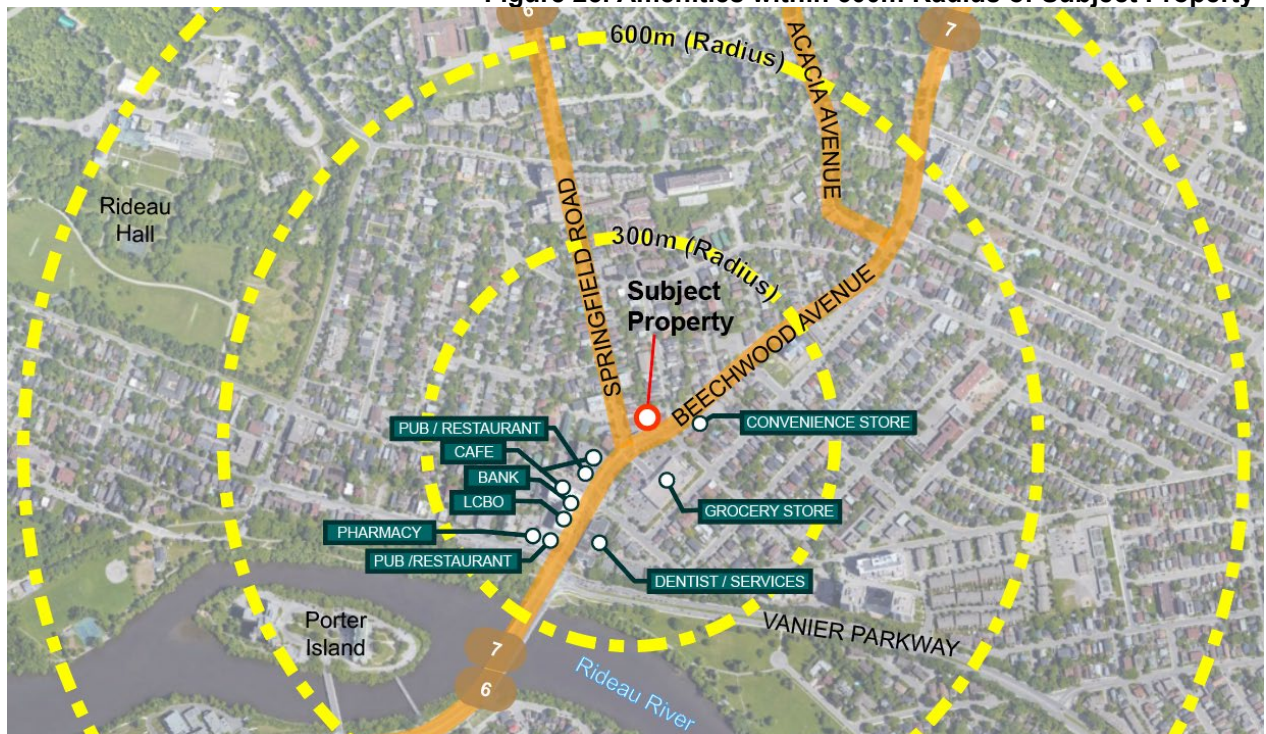 6
7
600m (Radius)
ACACIA AVENUE
Rideau
Hall
SPRINGFIELD ROAD
300m (Radius)
Subject
Property
BEECHWOOD AVENUE
PUB / RESTAURANT
CONVENIENCE STORE
CAFE
BANK
LCBO
GROCERY STORE
PHARMACY
PUB /RESTAURANT
DENTIST / SERVICES
Porter
Island
VANIER PARKWAY
7
6
Rideau River